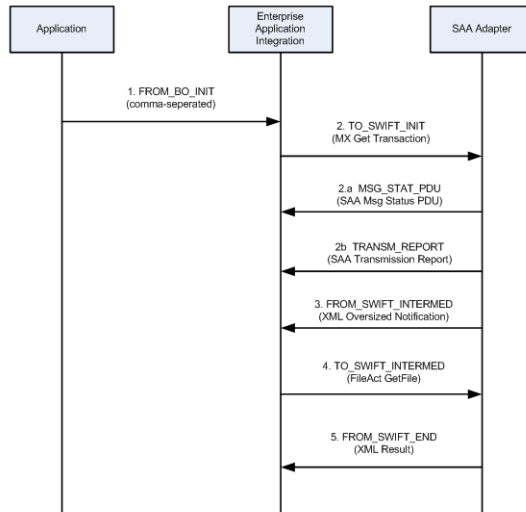 Application
Enterprise
Application
Integration
SAA Adapter
1. FROM_BO_INIT
(comma-seperated)
2. TO_SWIFT_INIT
(MX Get Transaction)
2.a MSG_STAT_PDU
(SAA Msg Status PDU)
2b TRANSM_REPORT
(SAA Transmission Report)
3. FROM_SWIFT_INTERMED
(XML Oversized Notification)
4. TO_SWIFT_INTERMED
(FileAct GetFile)
5. FROM_SWIFT_END
(XML Result)